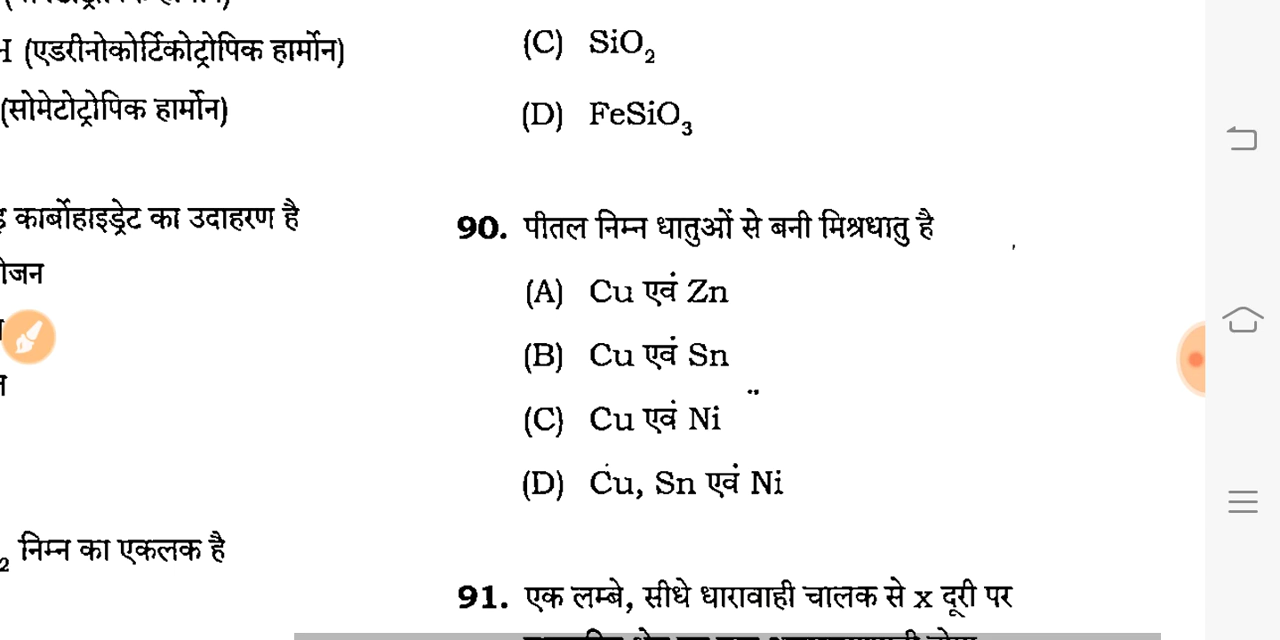 H (एडरीनोकोर्टिकोट्रोपिक हार्मोन)
(सोमेटोट्रोपिक हार्मोन)
कार्बोहाइड्रेट का उदाहरण है
2 निम्न का एकलक है
(C) SiO₂
(D) FeSiO₃
90. पीतल निम्न धातुओं से बनी मिश्रधातु है
(A) Cu एवं Zn
(B) Cu एवं Sn
(C) Cu एवं Ni
(D) Cu, Sn एवं Ni
91. एक लम्बे, सीधे धारावाही चालक से x दूरी पर